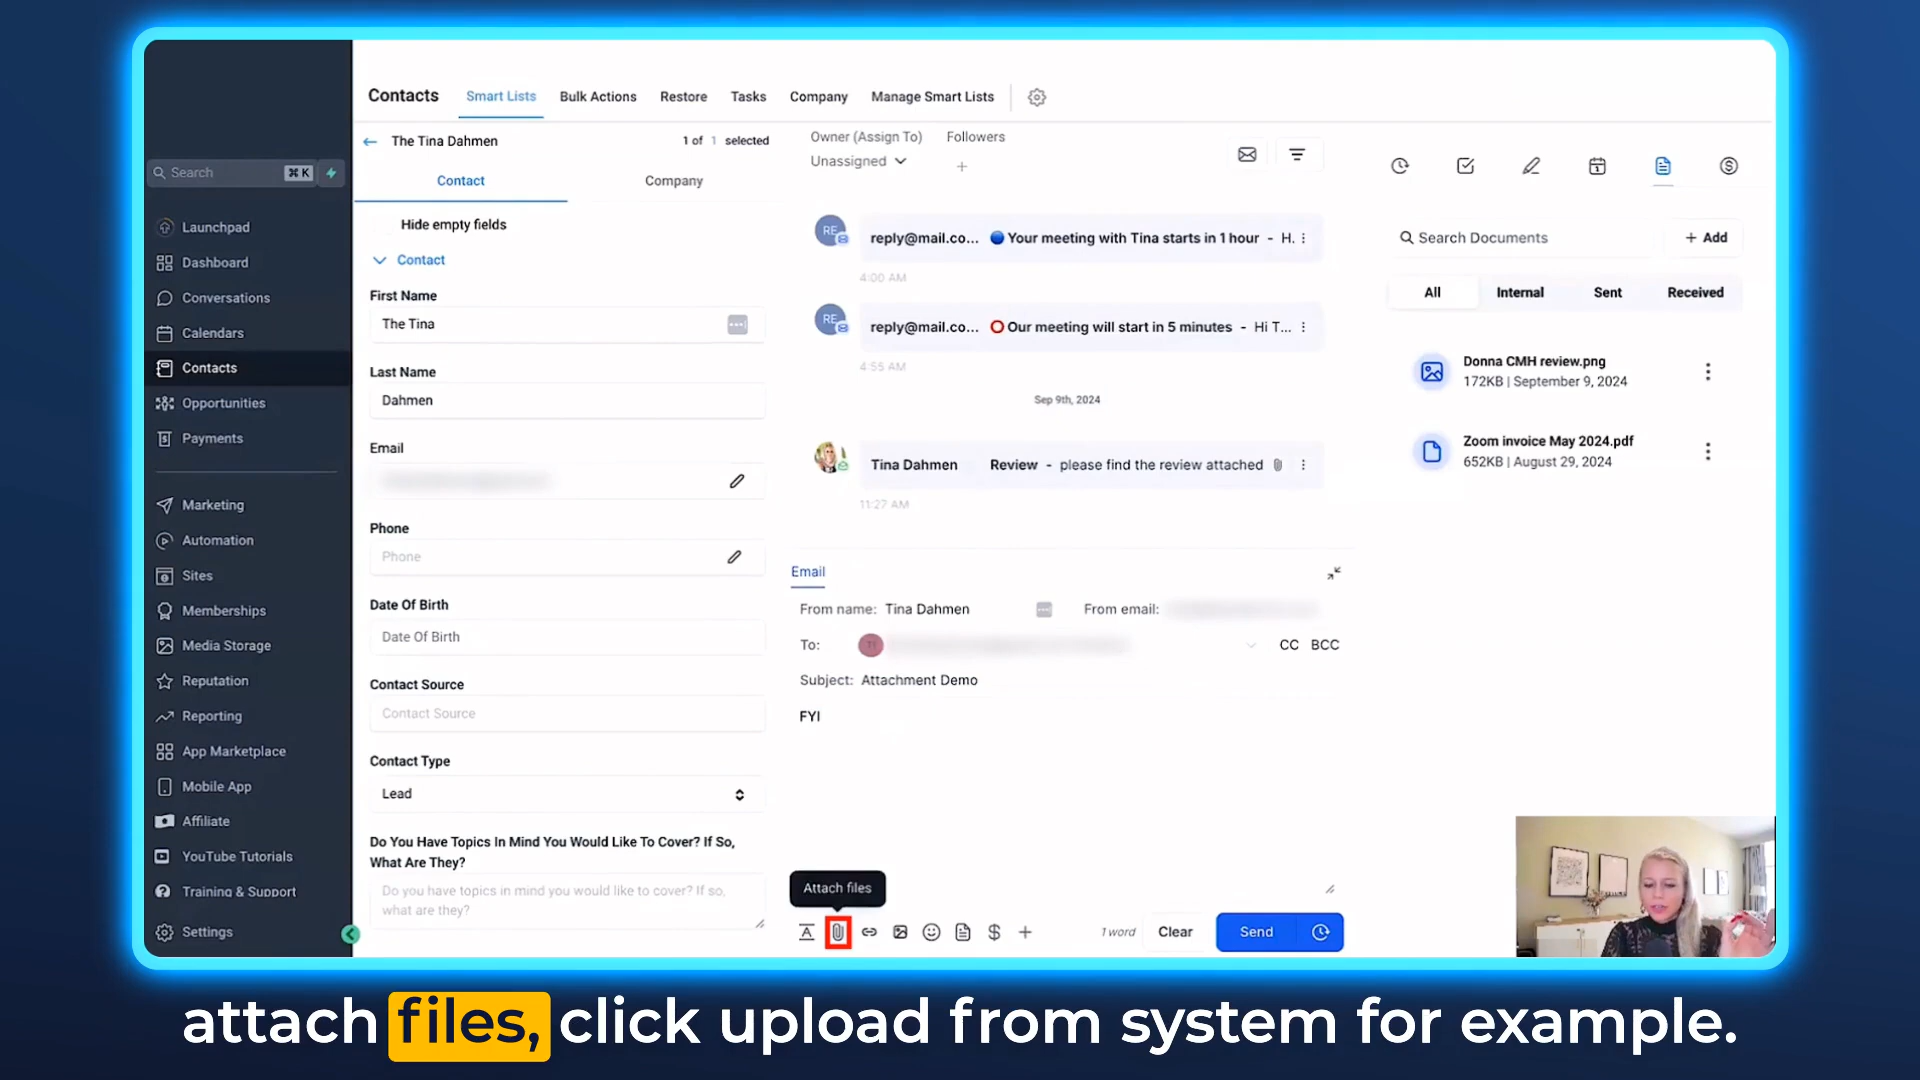 Contacts
Smart Lists
Bulk Actions
Restore
Tasks
Company
Manage Smart Lists
Search
⌘ K
Launchpad
Dashboard
Conversations
Calendars
Contacts
Opportunities
Payments
Marketing
Automation
Sites
Memberships
Media Storage
Reputation
Reporting
App Marketplace
Mobile App
Affiliate
YouTube Tutorials
Training & Support
Settings
The Tina Dahmen
1 of 1 selected
Contact
Company
Hide empty fields
Contact
First Name
The Tina
Last Name
Dahmen
Email
Phone
Phone
Date Of Birth
Date Of Birth
Contact Source
Contact Source
Contact Type
Lead
Do You Have Topics In Mind You Would Like To Cover? If So,
What Are They?
Do you have topics in mind you would like to cover? If so,
what are they?
Owner (Assign To)
Followers
Unassigned
RE
reply@mail.co... Your meeting with Tina starts in 1 hour - H.
4:00 AM
RE
reply@mail.co... Our meeting will start in 5 minutes - Hi T...
4:55 AM
Sep 9th, 2024
Tina Dahmen Review - please find the review attached
11:27 AM
Email
From name: Tina Dahmen
From email:
To:
CC BCC
Subject: Attachment Demo
FYI
Attach files
1 word
Clear
Send
Search Documents
+ Add
All
Internal
Sent
Received
Donna CMH review.png
172KB | September 9, 2024
Zoom invoice May 2024.pdf
652KB | August 29, 2024
attach files, click upload from system for example.